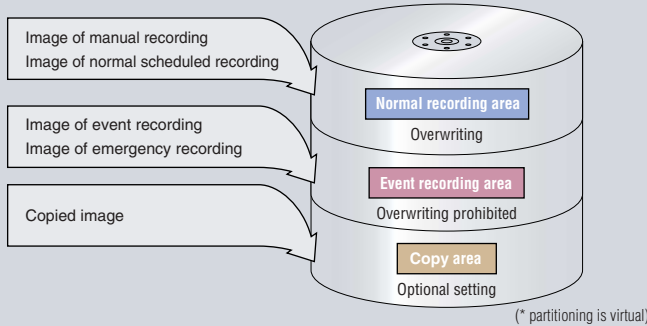 Image of manual recording
Image of normal scheduled recording
Normal recording area
Overwriting
Image of event recording
Image of emergency recording
Event recording area
Overwriting prohibited
Copied image
Copy area
Optional setting
(* partitioning is virtual)